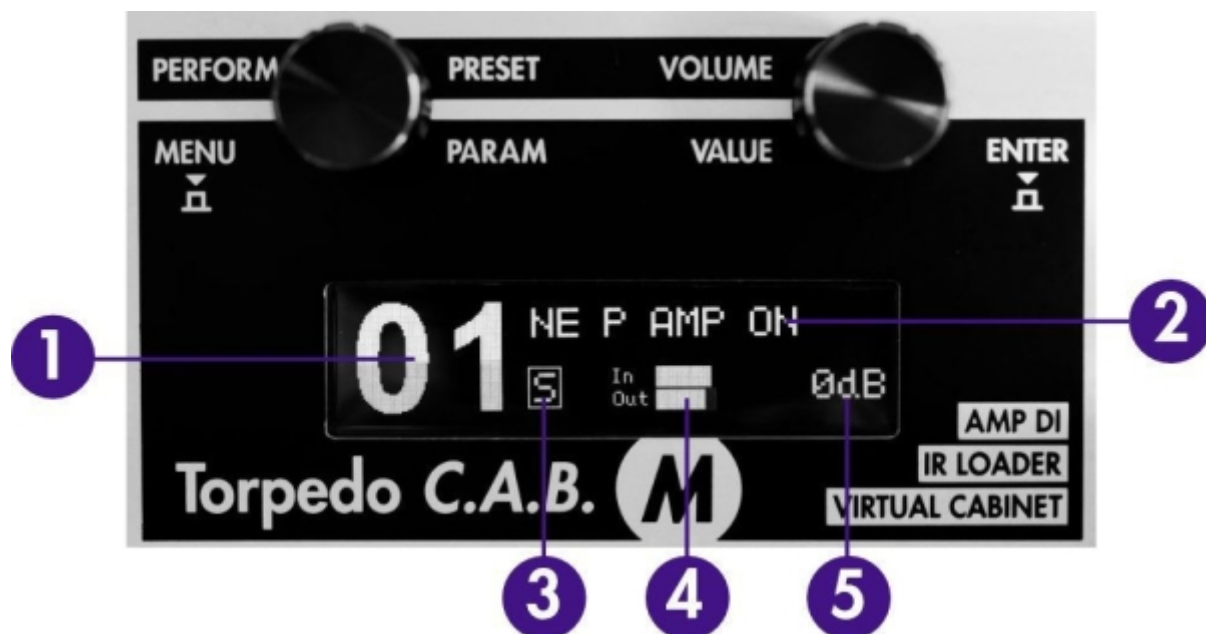 PERFORM PRESET VOLUME
MENU PARAM VALUE ENTER
01 NE P AMP ON
S In 0dB
Out
AMP DI
IR LOADER
VIRTUAL CABINET
Torpedo C.A.B. M
1
2
3 4 5